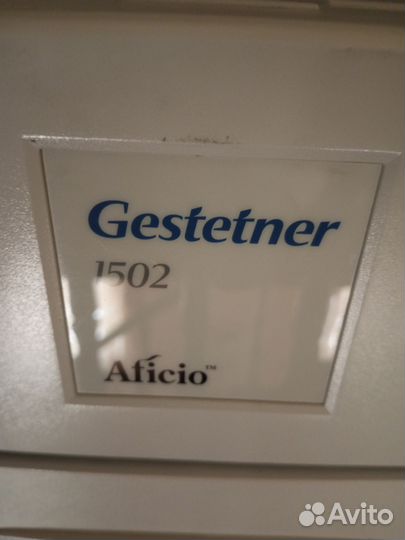 Gestetner
1502
Aficio™
Avito